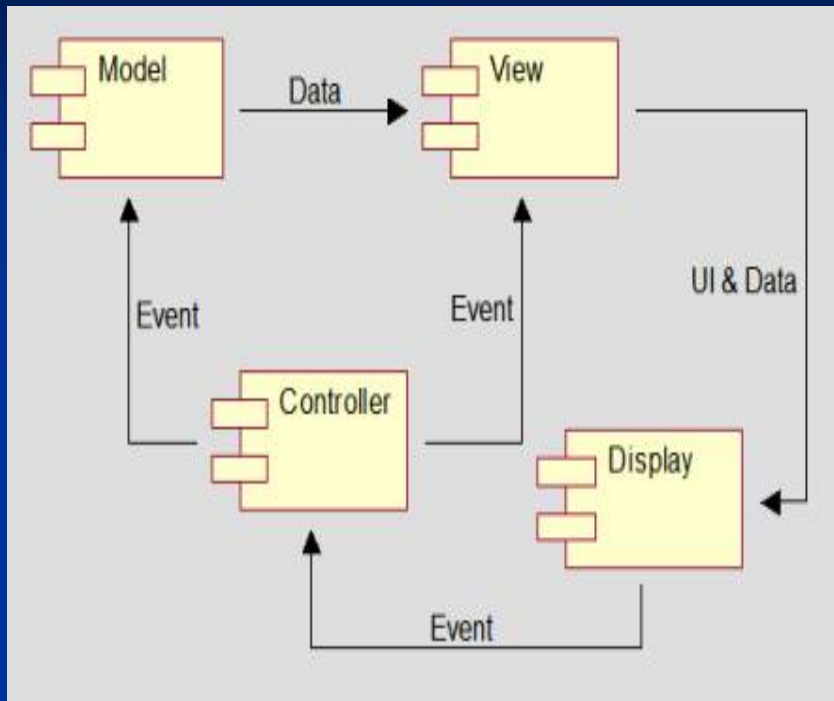 Model
Data
View
UI & Data
Event
Event
Controller
Display
Event